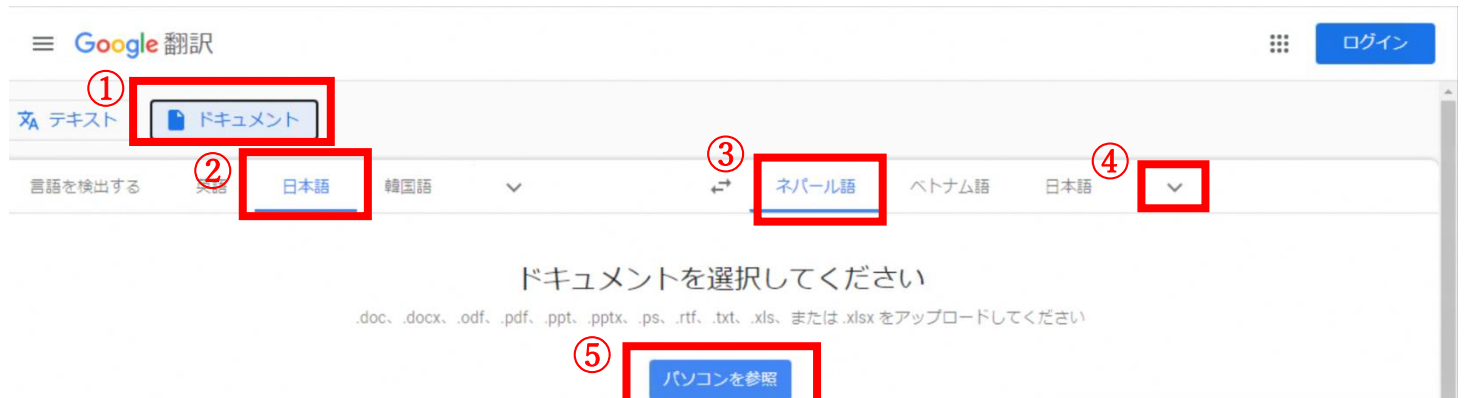 Google 翻訳 ログイン
①
テキスト ドキュメント
② ③ ④
言語を検出する 英語 日本語 韓国語 ネパール語 ベトナム語 日本語
ドキュメントを選択してください
.doc、.docx、.odf、.pdf、.ppt、.pptx、.ps、.rtf、.txt、.xls、または .xlsx をアップロードしてください
⑤
パソコンを参照